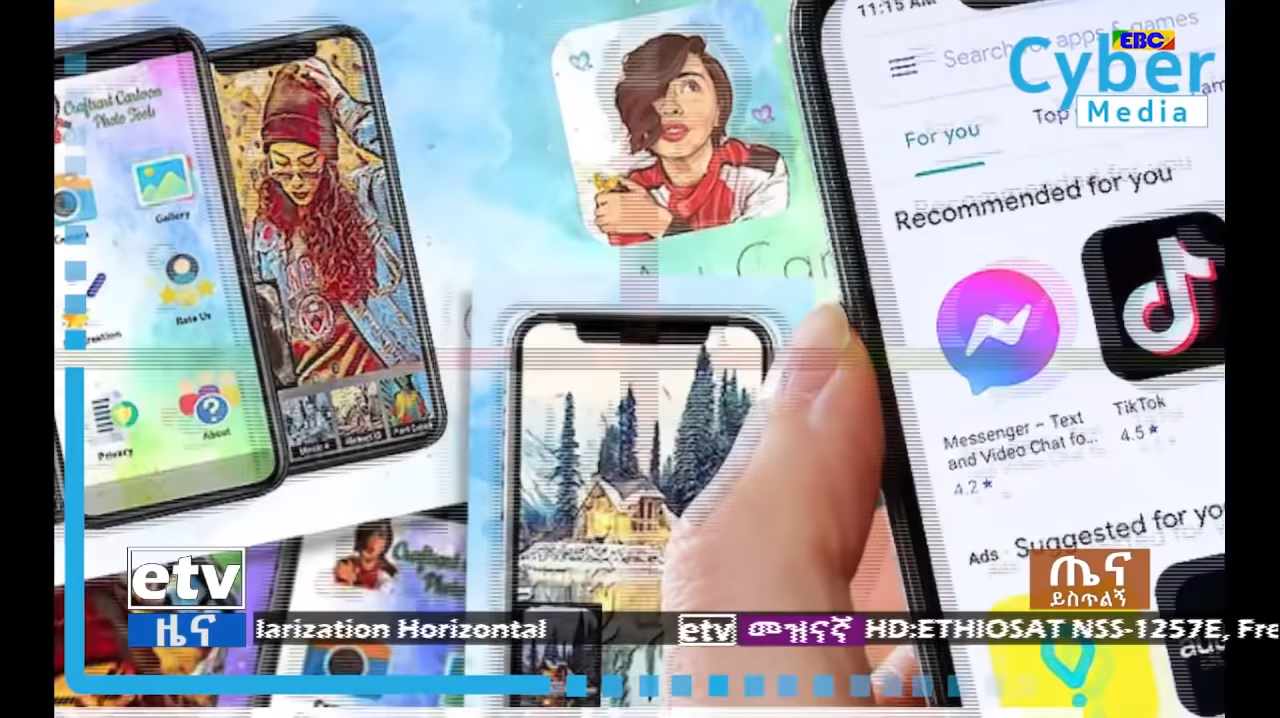 11:15 AM
Search for apps & games
EBC
Cyber
Media
Top
For you
Recommended for you
Craftart Cartoon
Photo Tools
Gallery
Rate Us
Privacy
About
Messenger – Text
and Video Chat fo...
4.2★
TikTok
4.5★
Ads · Suggested for you
etv
ዜና
ጤና
ይስጥልኝ
larization Horizontal
etv መዝናኛ HD:ETHIOSAT NSS-1257E, Fre